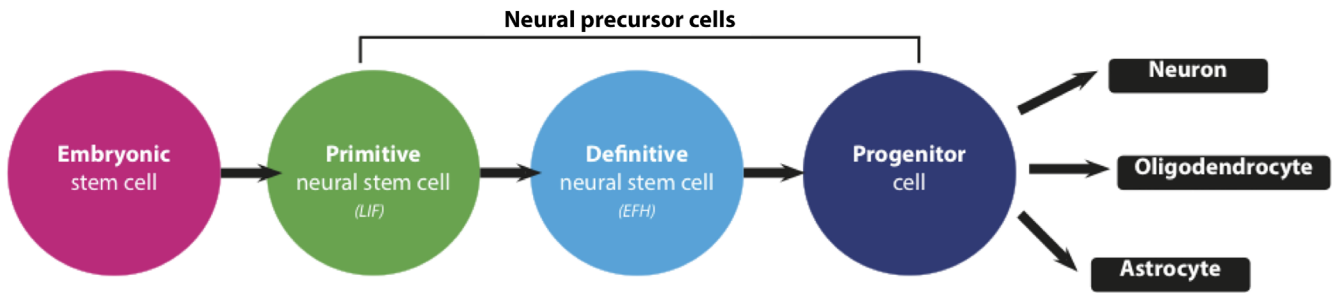 Neural precursor cells
Embryonic
stem cell
Primitive
neural stem cell
(LIF)
Definitive
neural stem cell
(EFH)
Progenitor
cell
Neuron
Oligodendrocyte
Astrocyte